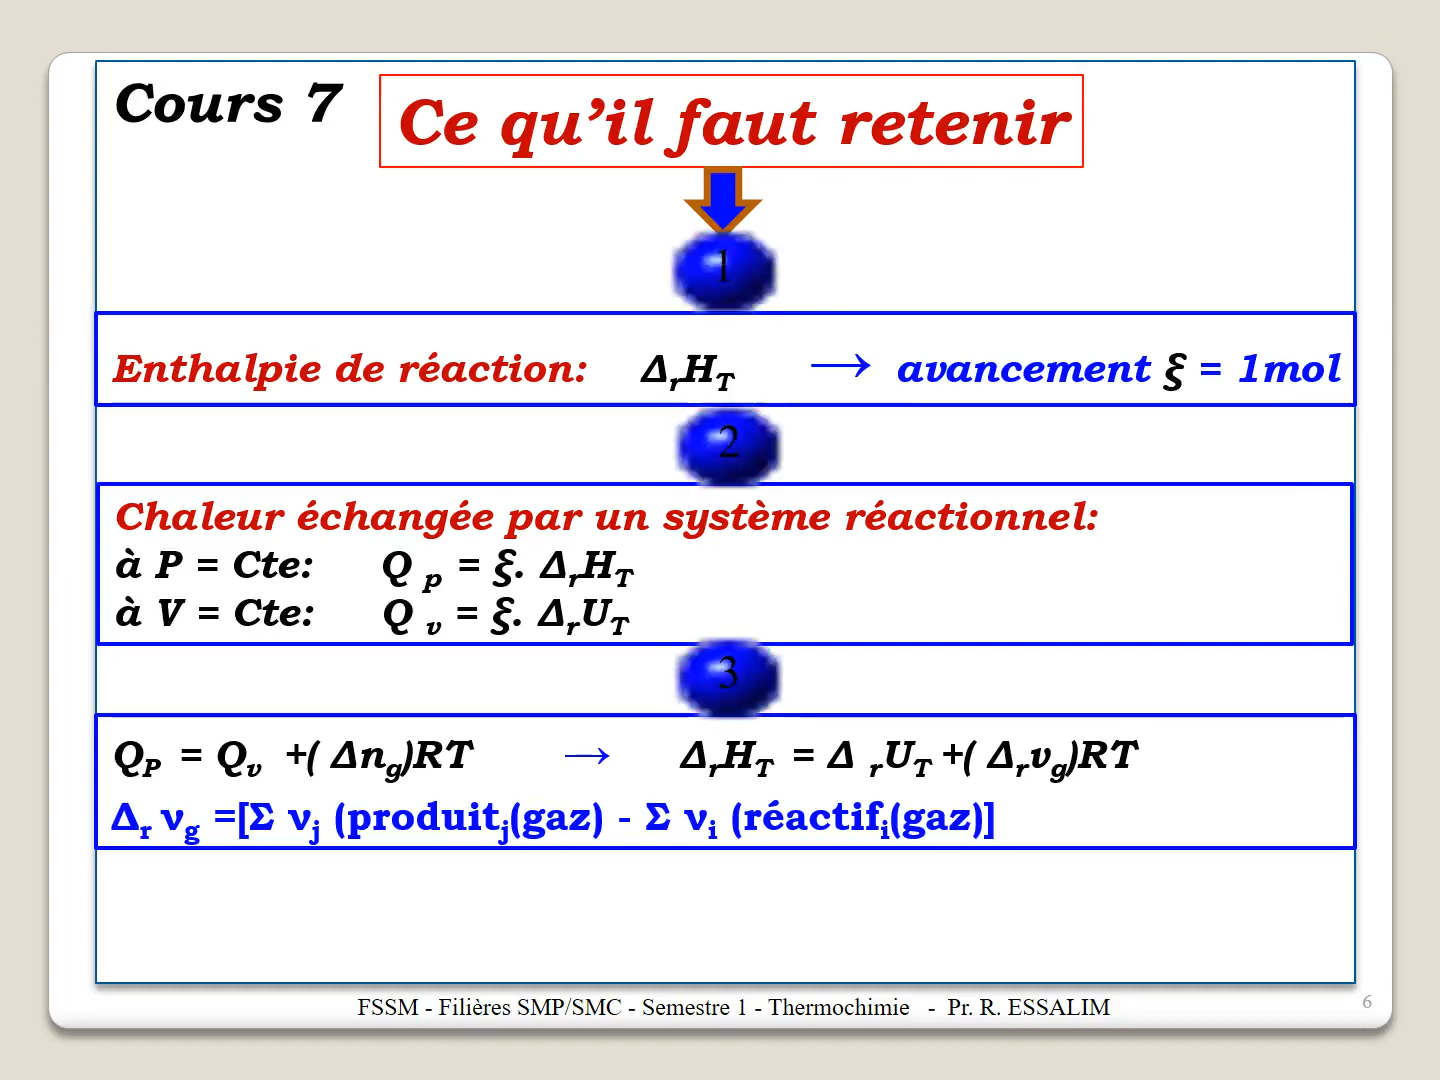 Cours 7
Ce qu’il faut retenir
1
Enthalpie de réaction: ΔrHT → avancement ξ = 1mol
2
Chaleur échangée par un système réactionnel:
à P = Cte: Q p = ξ. ΔrHT
à V = Cte: Q v = ξ. ΔrUT
3
QP = Qv +( Δng)RT → ΔrHT = Δ rUT +( Δrνg)RT
Δr νg =[Σ νj (produitj(gaz) - Σ νi (réactifi(gaz)]
FSSM - Filières SMP/SMC - Semestre 1 - Thermochimie - Pr. R. ESSALIM
6